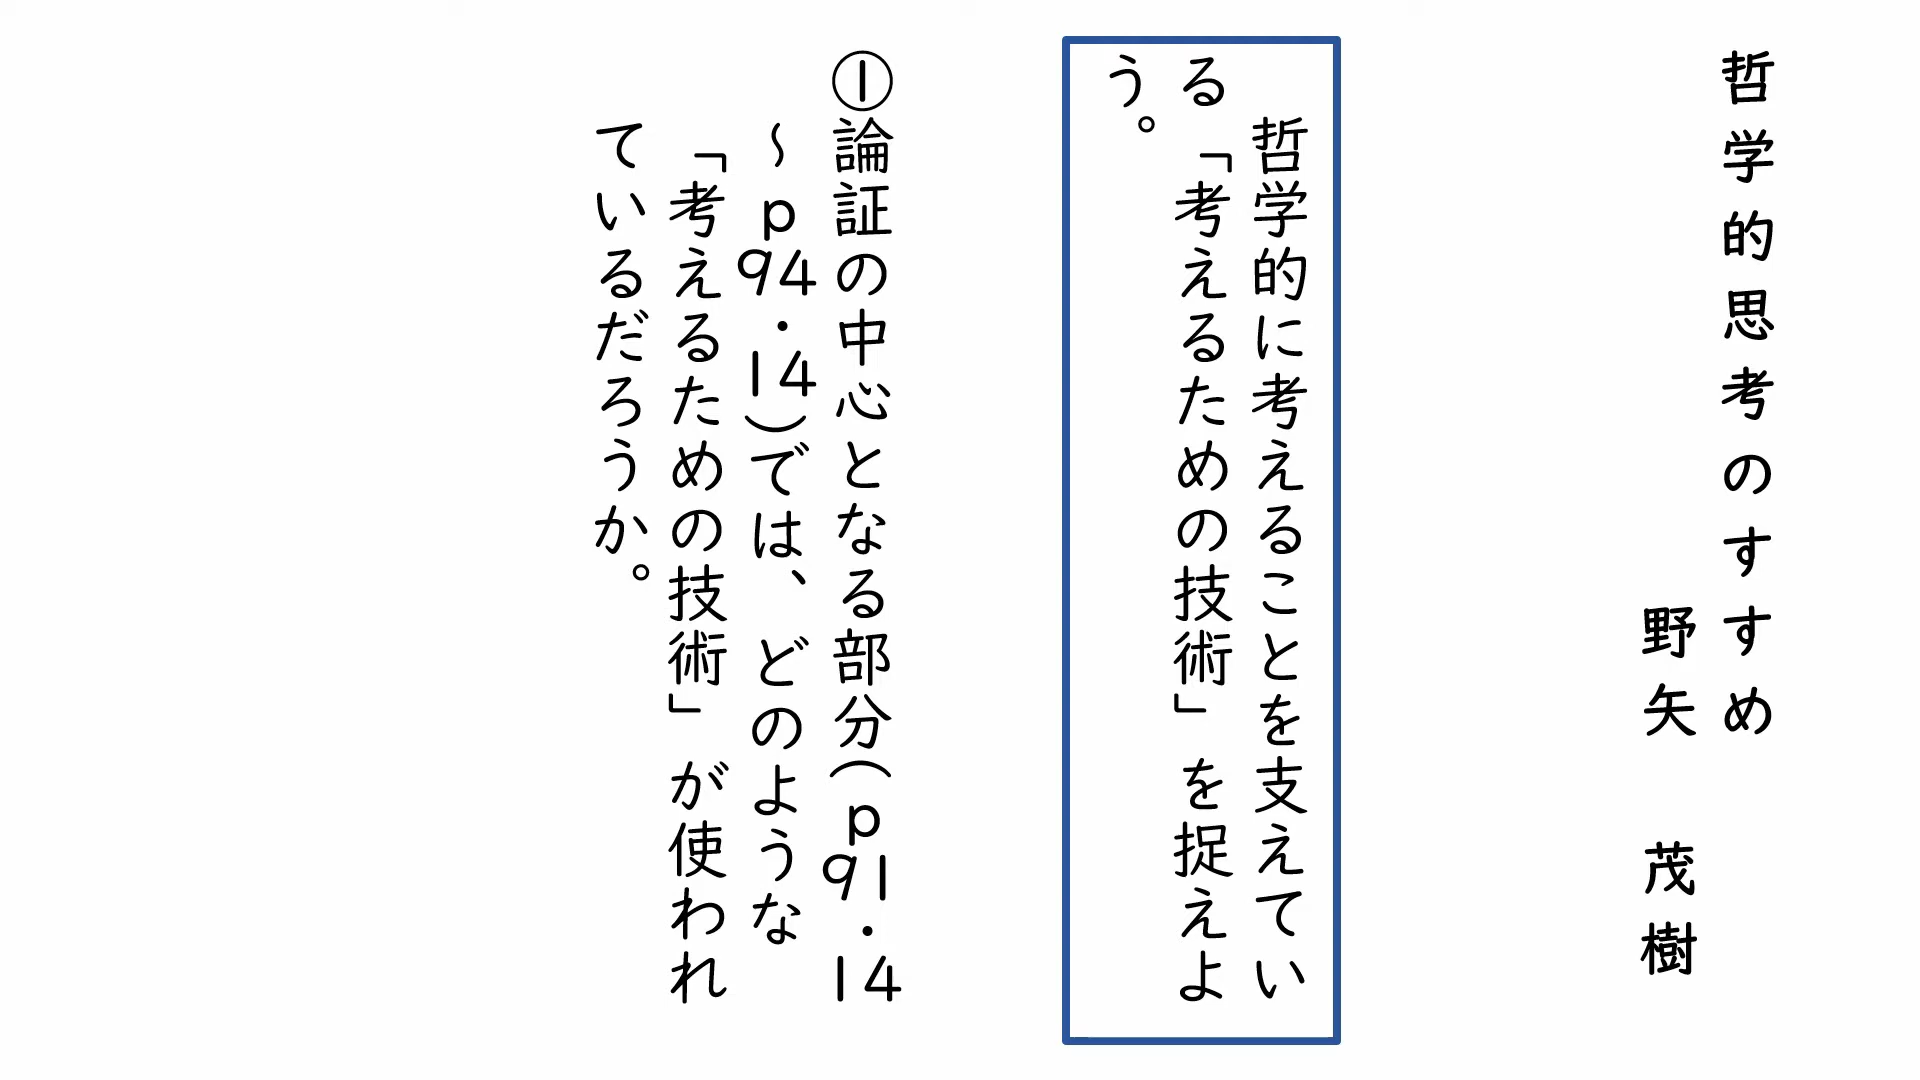 哲学的思考のすすめ
野矢　茂樹
哲学的に考えることを支えてい
る「考えるための技術」を捉えよ
う。
①論証の中心となる部分（p91・14
～p94・14）では、どのような
「考えるための技術」が使われ
ているだろうか。